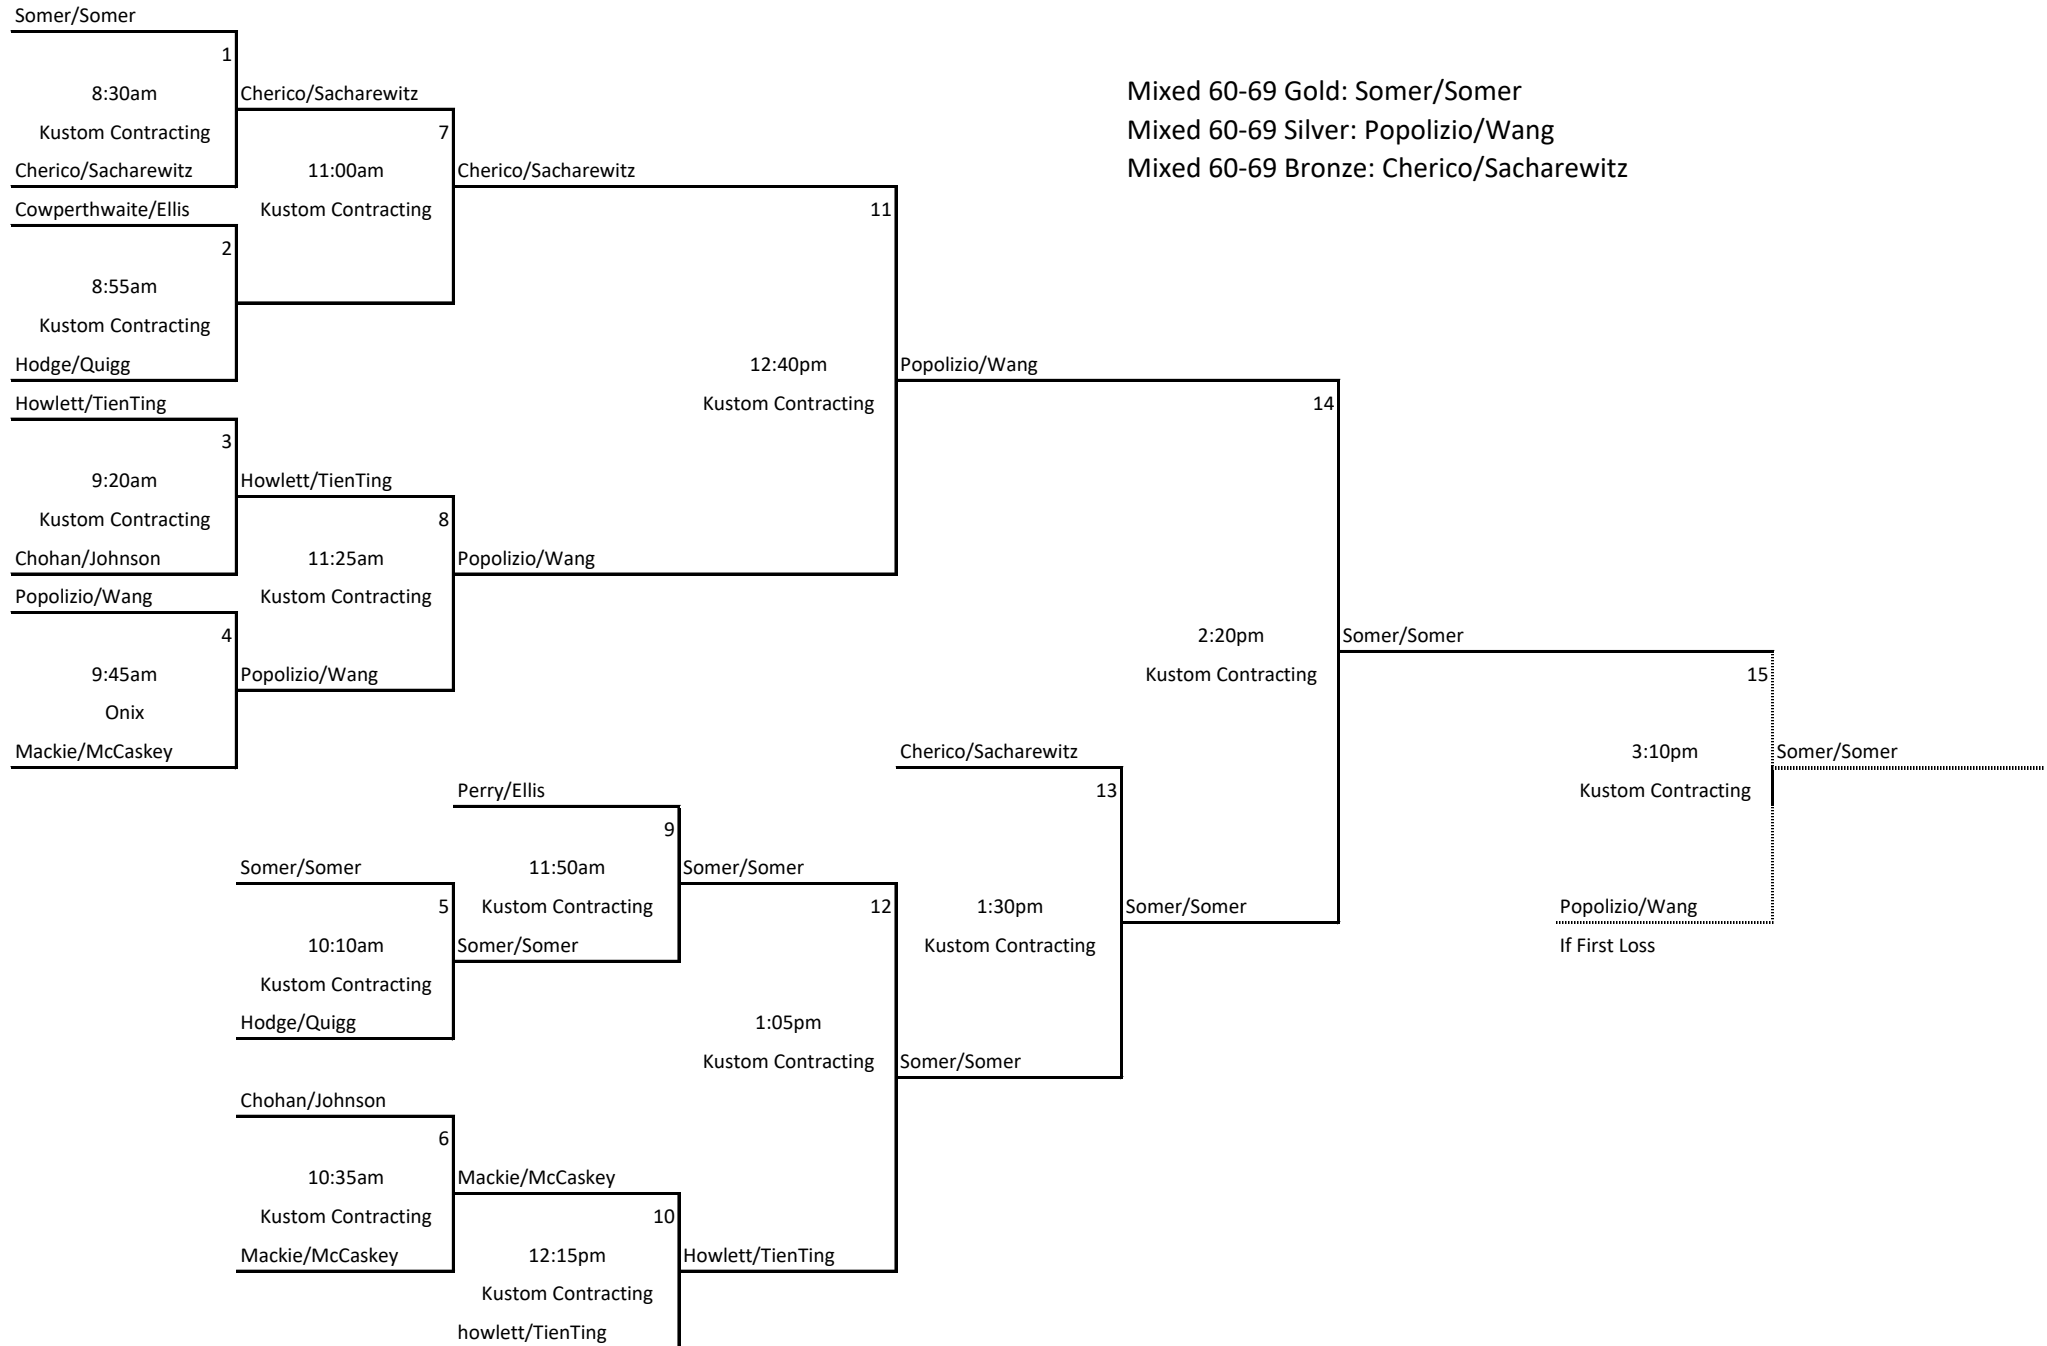 Somer/Somer
1
8:30am
Kustom Contracting
Cherico/Sacharewitz
Cowperthwaite/Ellis
2
8:55am
Kustom Contracting
Hodge/Quigg
Howlett/TienTing
3
9:20am
Kustom Contracting
Chohan/Johnson
Popolizio/Wang
4
9:45am
Onix
Mackie/McCaskey
Cherico/Sacharewitz
7
11:00am
Kustom Contracting
Howlett/TienTing
8
11:25am
Kustom Contracting
Popolizio/Wang
Cherico/Sacharewitz
11
12:40pm
Kustom Contracting
Popolizio/Wang
Mixed 60-69 Gold: Somer/Somer
Mixed 60-69 Silver: Popolizio/Wang
Mixed 60-69 Bronze: Cherico/Sacharewitz
Popolizio/Wang
14
2:20pm
Kustom Contracting
Somer/Somer
15
3:10pm
Kustom Contracting
Somer/Somer
Popolizio/Wang
If First Loss
Somer/Somer
5
10:10am
Kustom Contracting
Hodge/Quigg
Chohan/Johnson
6
10:35am
Kustom Contracting
Mackie/McCaskey
Perry/Ellis
9
11:50am
Kustom Contracting
Somer/Somer
Mackie/McCaskey
10
12:15pm
Kustom Contracting
howlett/TienTing
Somer/Somer
12
1:05pm
Kustom Contracting
Howlett/TienTing
Cherico/Sacharewitz
13
1:30pm
Kustom Contracting
Somer/Somer
Somer/Somer